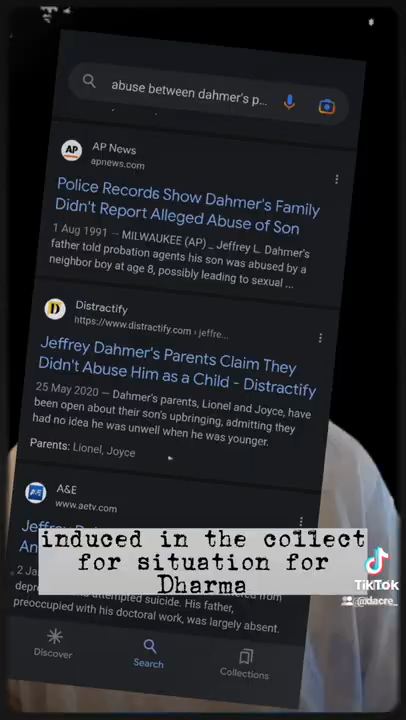 abuse between dahmer's p...
AP
AP News
apnews.com
Police Records Show Dahmer's Family
Didn't Report Alleged Abuse of Son
1 Aug 1991 — MILWAUKEE (AP) _ Jeffrey L. Dahmer's
father told probation agents his son was abused by a
neighbor boy at age 8, possibly leading to sexual ...
D
Distractify
https://www.distractify.com › jeffre...
Jeffrey Dahmer's Parents Claim They
Didn't Abuse Him as a Child - Distractify
25 May 2020 — Dahmer's parents, Lionel and Joyce, have
been open about their son's upbringing, admitting they
had no idea he was unwell when he was younger.
Parents: Lionel, Joyce
A&E
www.aetv.com
induced in the collect
for situation for
Dharma
attempted suicide. His father,
preoccupied with his doctoral work, was largely absent.
TikTok
@dacre_
Discover
Search
Collections